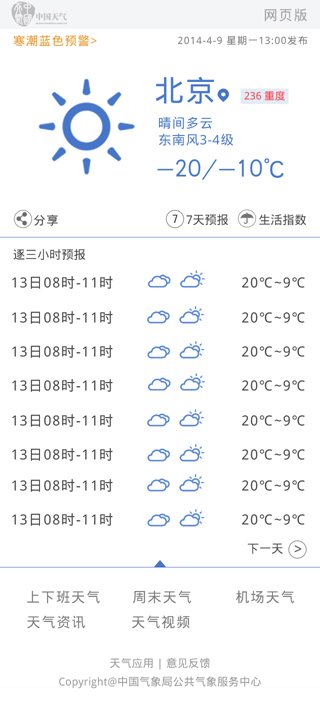 中国天气
网页版
寒潮蓝色预警>
2014-4-9 星期一13:00发布
北京
236 重度
晴间多云
东南风3-4级
—20/—10℃
分享
7 7天预报
生活指数
逐三小时预报
13日08时-11时 20℃~9℃
13日08时-11时 20℃~9℃
13日08时-11时 20℃~9℃
13日08时-11时 20℃~9℃
13日08时-11时 20℃~9℃
13日08时-11时 20℃~9℃
13日08时-11时 20℃~9℃
13日08时-11时 20℃~9℃
下一天 >
上下班天气 周末天气 机场天气
天气资讯 天气视频
天气应用 | 意见反馈
Copyright@中国气象局公共气象服务中心